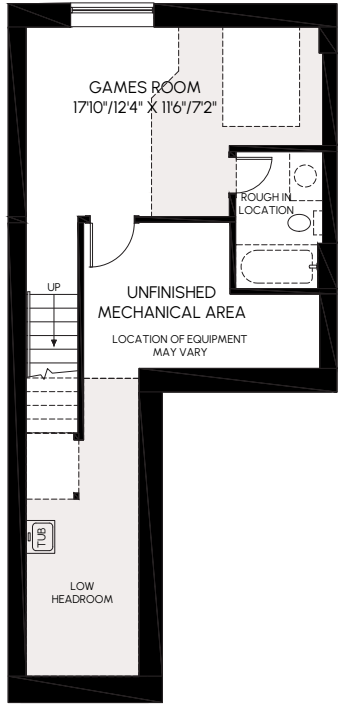 GAMES ROOM
17'10"/12'4" X 11'6"/7'2"
ROUGH IN
LOCATION
UP
UNFINISHED
MECHANICAL AREA
LOCATION OF EQUIPMENT
MAY VARY
TUB
LOW
HEADROOM